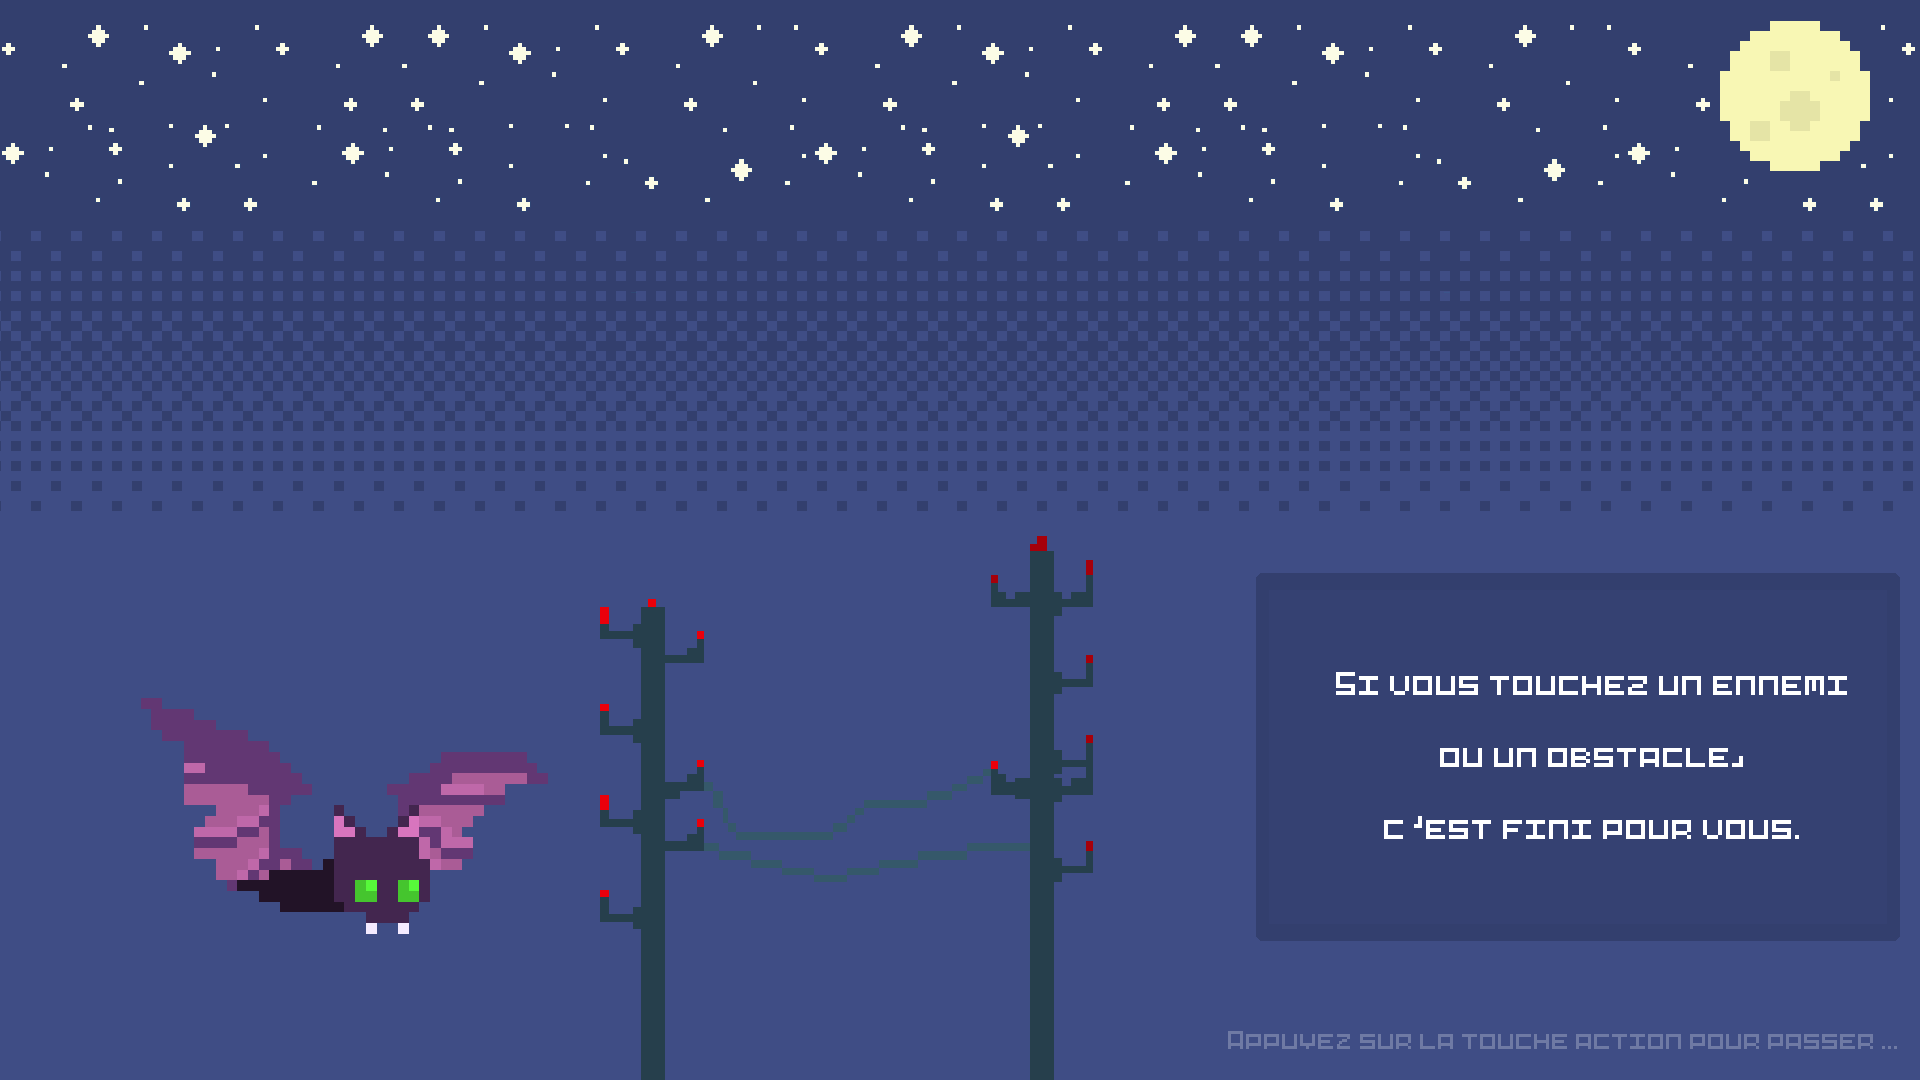 Si vous touchez un ennemi
ou un obstacle,
c'est fini pour vous.
Appuyez sur la touche action pour passer ...